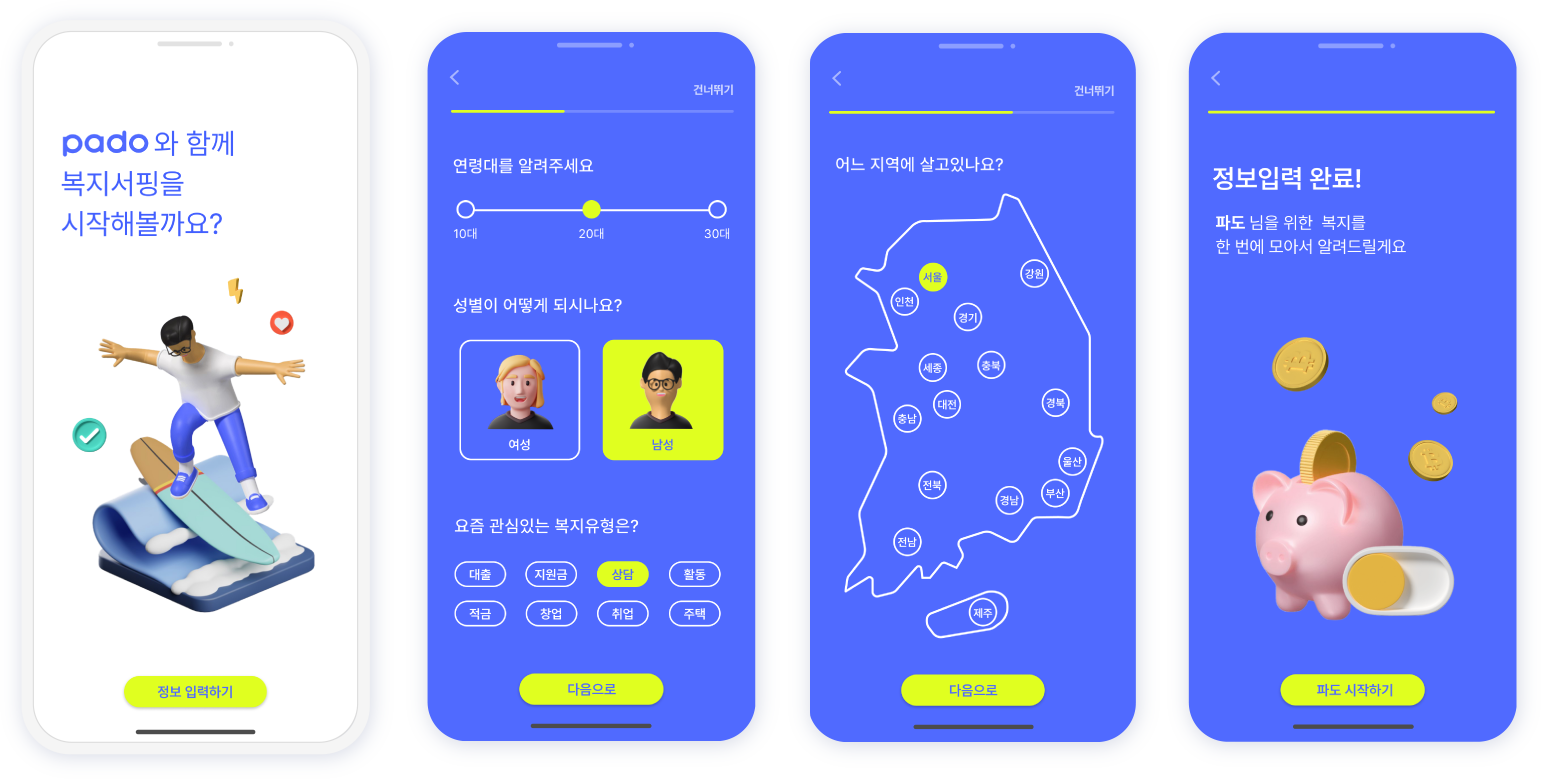 pado 와 함께
복지서핑을
시작해볼까요?
정보 입력하기
건너뛰기
연령대를 알려주세요
10대 20대 30대
성별이 어떻게 되시나요?
여성 남성
요즘 관심있는 복지유형은?
대출 지원금 상담 활동
적금 창업 취업 주택
다음으로
건너뛰기
어느 지역에 살고있나요?
서울
강원
인천
경기
세종
충북
대전
충남
경북
울산
전북
경남
부산
전남
제주
다음으로
정보입력 완료!
파도 님을 위한 복지를
한 번에 모아서 알려드릴게요
파도 시작하기